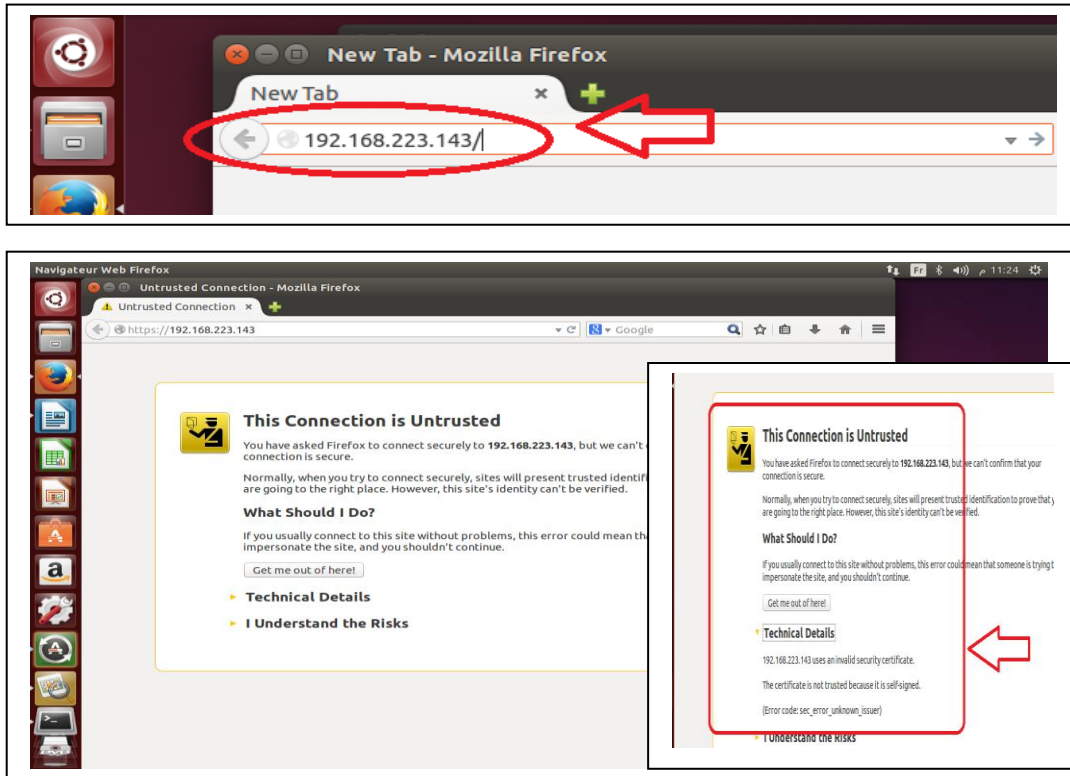 New Tab - Mozilla Firefox
New Tab
192.168.223.143/
Navigateur Web Firefox
Fr
م 11:24
Untrusted Connection - Mozilla Firefox
Untrusted Connection
https://192.168.223.143
Google
This Connection is Untrusted
You have asked Firefox to connect securely to 192.168.223.143, but we can't
connection is secure.
Normally, when you try to connect securely, sites will present trusted identifi
are going to the right place. However, this site's identity can't be verified.
What Should I Do?
If you usually connect to this site without problems, this error could mean th
impersonate the site, and you shouldn't continue.
Get me out of here!
Technical Details
I Understand the Risks
This Connection is Untrusted
You have asked Firefox to connect securely to 192.168.223.143, but we can't confirm that your
connection is secure.
Normally, when you try to connect securely, sites will present trusted identification to prove that y
are going to the right place. However, this site's identity can't be verified.
What Should I Do?
If you usually connect to this site without problems, this error could mean that someone is trying t
impersonate the site, and you shouldn't continue.
Get me out of here!
Technical Details
192.168.223.143 uses an invalid security certificate.
The certificate is not trusted because it is self-signed.
(Error code: sec_error_unknown_issuer)
I Understand the Risks